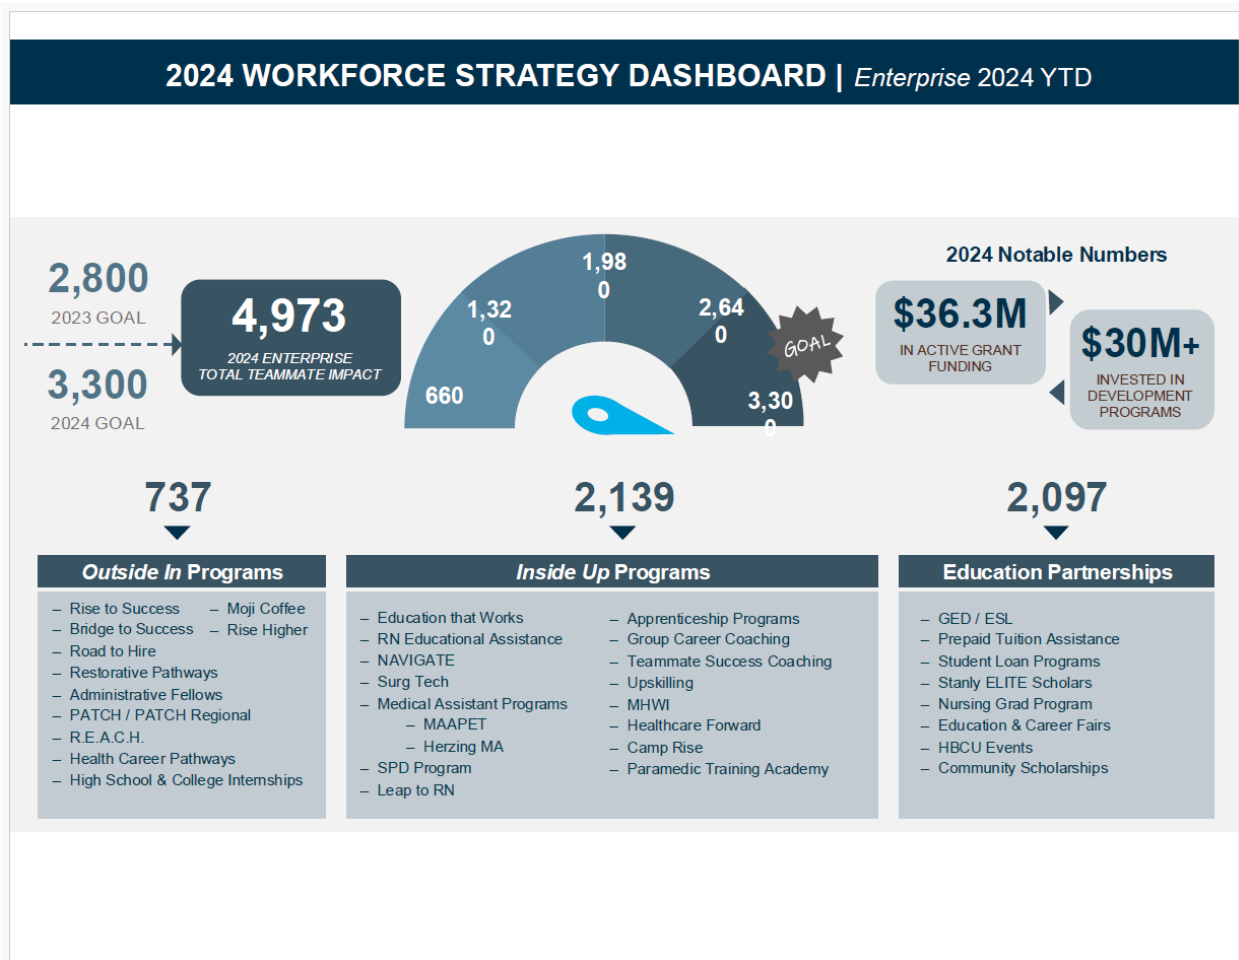 2024 WORKFORCE STRATEGY DASHBOARD | Enterprise 2024 YTD
2,800
2023 GOAL
3,300
2024 GOAL
4,973
2024 ENTERPRISE
TOTAL TEAMMATE IMPACT
660
1,32
0
1,98
0
2,64
0
3,30
0
GOAL
2024 Notable Numbers
$36.3M
IN ACTIVE GRANT
FUNDING
$30M+
INVESTED IN
DEVELOPMENT
PROGRAMS
737
Outside In Programs
– Rise to Success
– Bridge to Success
– Road to Hire
– Restorative Pathways
– Administrative Fellows
– PATCH / PATCH Regional
– R.E.A.C.H.
– Health Career Pathways
– High School & College Internships
– Moji Coffee
– Rise Higher
2,139
Inside Up Programs
– Education that Works
– RN Educational Assistance
– NAVIGATE
– Surg Tech
– Medical Assistant Programs
– MAAPET
– Herzing MA
– SPD Program
– Leap to RN
– Apprenticeship Programs
– Group Career Coaching
– Teammate Success Coaching
– Upskilling
– MHWI
– Healthcare Forward
– Camp Rise
– Paramedic Training Academy
2,097
Education Partnerships
– GED / ESL
– Prepaid Tuition Assistance
– Student Loan Programs
– Stanly ELITE Scholars
– Nursing Grad Program
– Education & Career Fairs
– HBCU Events
– Community Scholarships